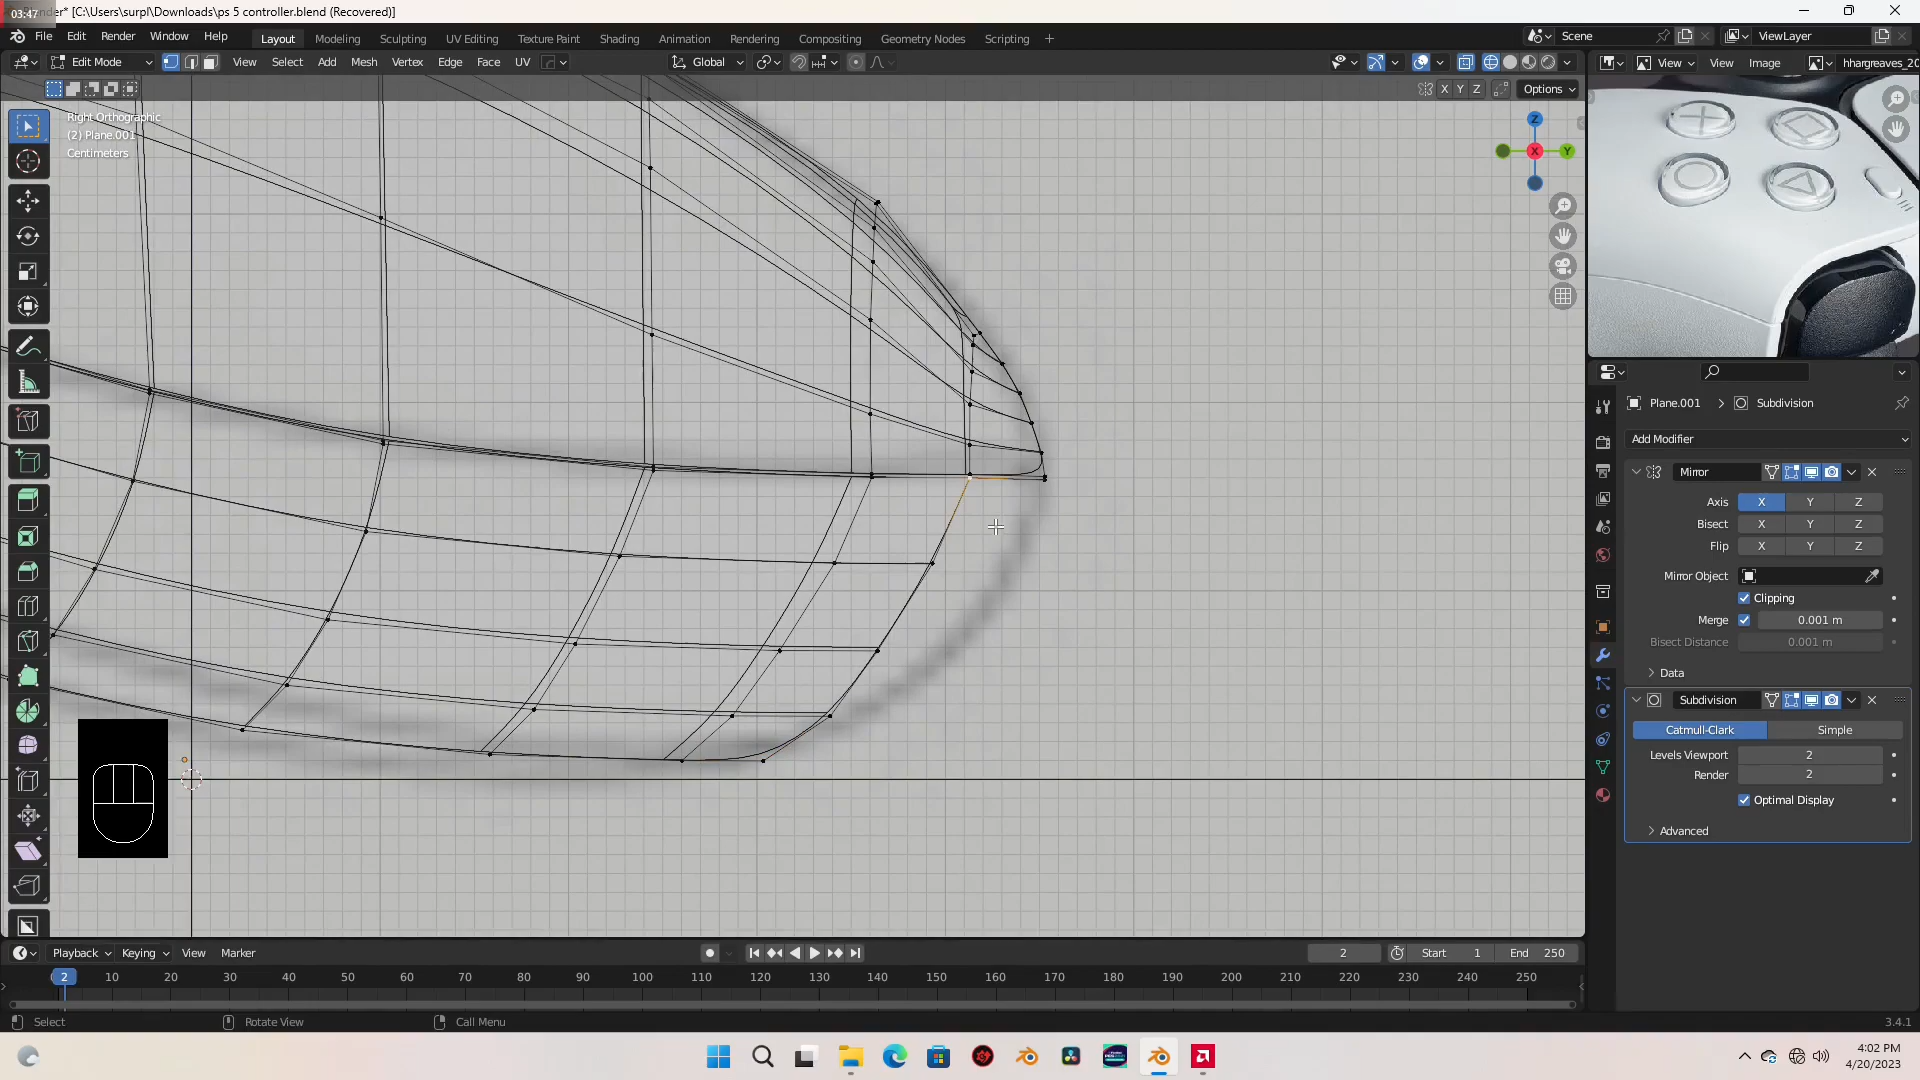 03:47
Blender* [C:\Users\surpl\Downloads\ps 5 controller.blend (Recovered)]
File Edit Render Window Help
Layout Modeling Sculpting UV Editing Texture Paint Shading Animation Rendering Compositing Geometry Nodes Scripting +
Scene ViewLayer
Edit Mode View Select Add Mesh Vertex Edge Face UV Global
View View Image hhargreaves_20
X Y Z Options
Right Orthographic
(2) Plane.001
Centimeters
Z
X Y
Plane.001 > Subdivision
Add Modifier
Mirror
Axis X Y Z
Bisect X Y Z
Flip X Y Z
Mirror Object
Clipping
Merge 0.001 m
Bisect Distance 0.001 m
Data
Subdivision
Catmull-Clark Simple
Levels Viewport 2
Render 2
Optimal Display
Advanced
Playback Keying View Marker 2 Start 1 End 250
2 10 20 30 40 50 60 70 80 90 100 110 120 130 140 150 160 170 180 190 200 210 220 230 240 250
Select Rotate View Call Menu 3.4.1
4:02 PM
4/20/2023